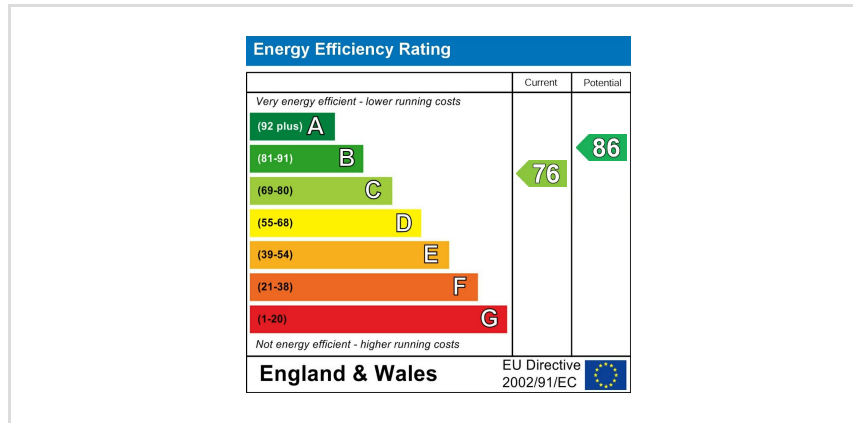 Energy Efficiency Rating
Current Potential
Very energy efficient - lower running costs
(92 plus) A
(81-91) B
(69-80) C
(55-68) D
(39-54) E
(21-38) F
(1-20) G
76
86
Not energy efficient - higher running costs
England & Wales
EU Directive
2002/91/EC